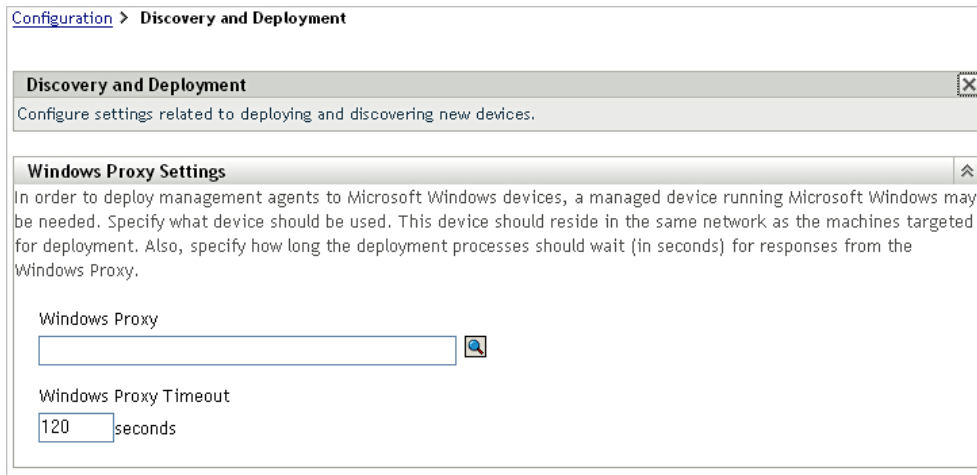 Configuration > Discovery and Deployment
Discovery and Deployment
Configure settings related to deploying and discovering new devices.
Windows Proxy Settings
In order to deploy management agents to Microsoft Windows devices, a managed device running Microsoft Windows may
be needed. Specify what device should be used. This device should reside in the same network as the machines targeted
for deployment. Also, specify how long the deployment processes should wait (in seconds) for responses from the
Windows Proxy.
Windows Proxy
Windows Proxy Timeout
120 seconds